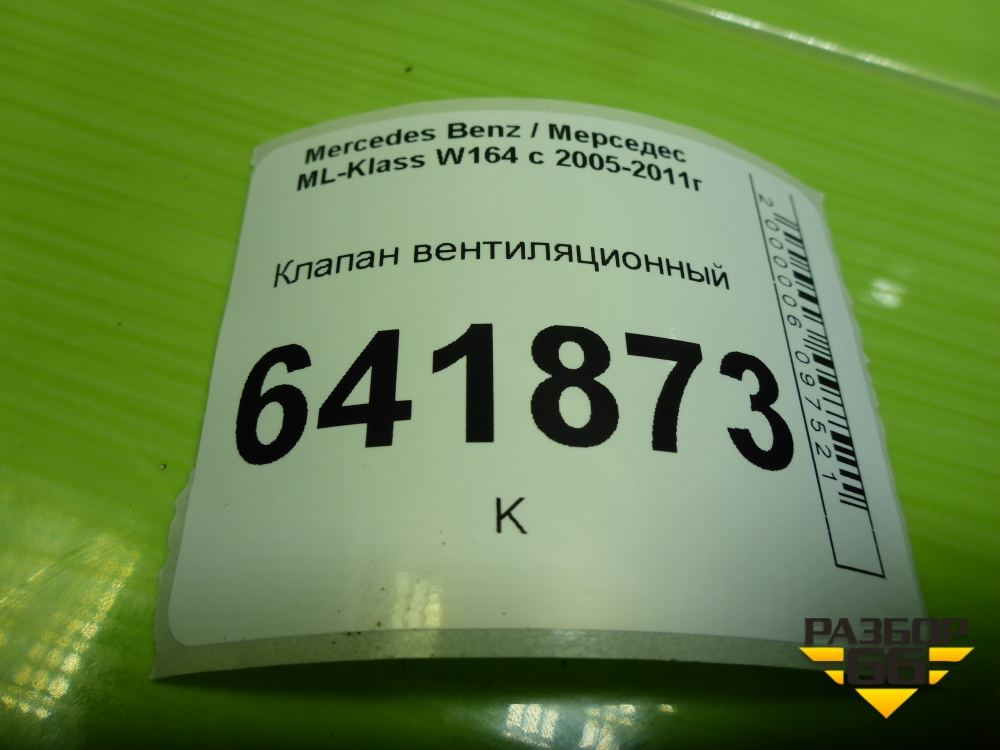 Mercedes Benz / Мерседес
ML-Klass W164 с 2005-2011г
Клапан вентиляционный
641873
К
2000006097521
РАЗБОР
66